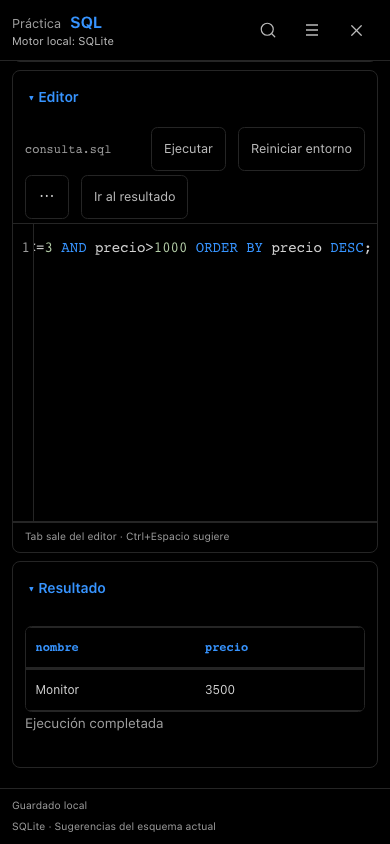 Práctica SQL
Motor local: SQLite
▾ Editor
consulta.sql Ejecutar Reiniciar entorno
··· Ir al resultado
1 =3 AND precio>1000 ORDER BY precio DESC;
Tab sale del editor · Ctrl+Espacio sugiere
▾ Resultado
nombre precio
Monitor 3500
Ejecución completada
Guardado local
SQLite · Sugerencias del esquema actual